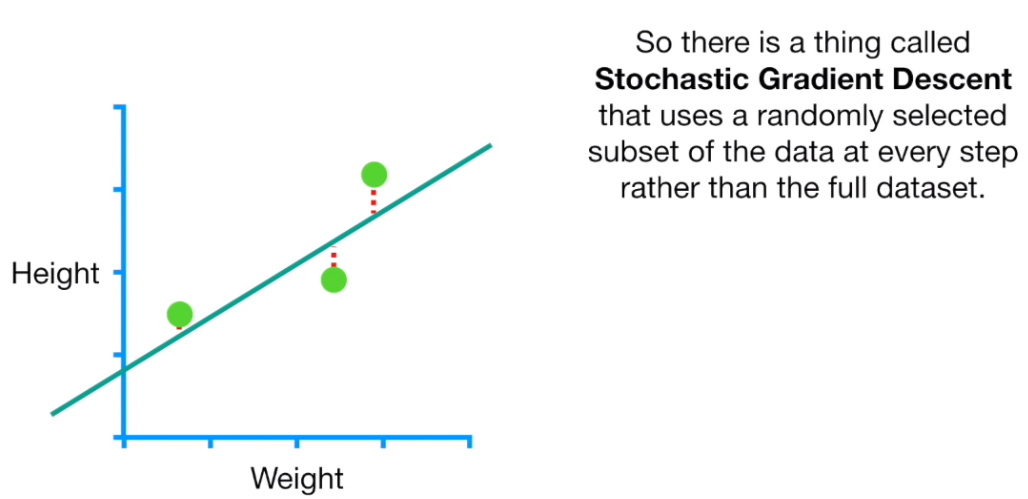 So there is a thing called
Stochastic Gradient Descent
that uses a randomly selected
subset of the data at every step
rather than the full dataset.
Height
Weight